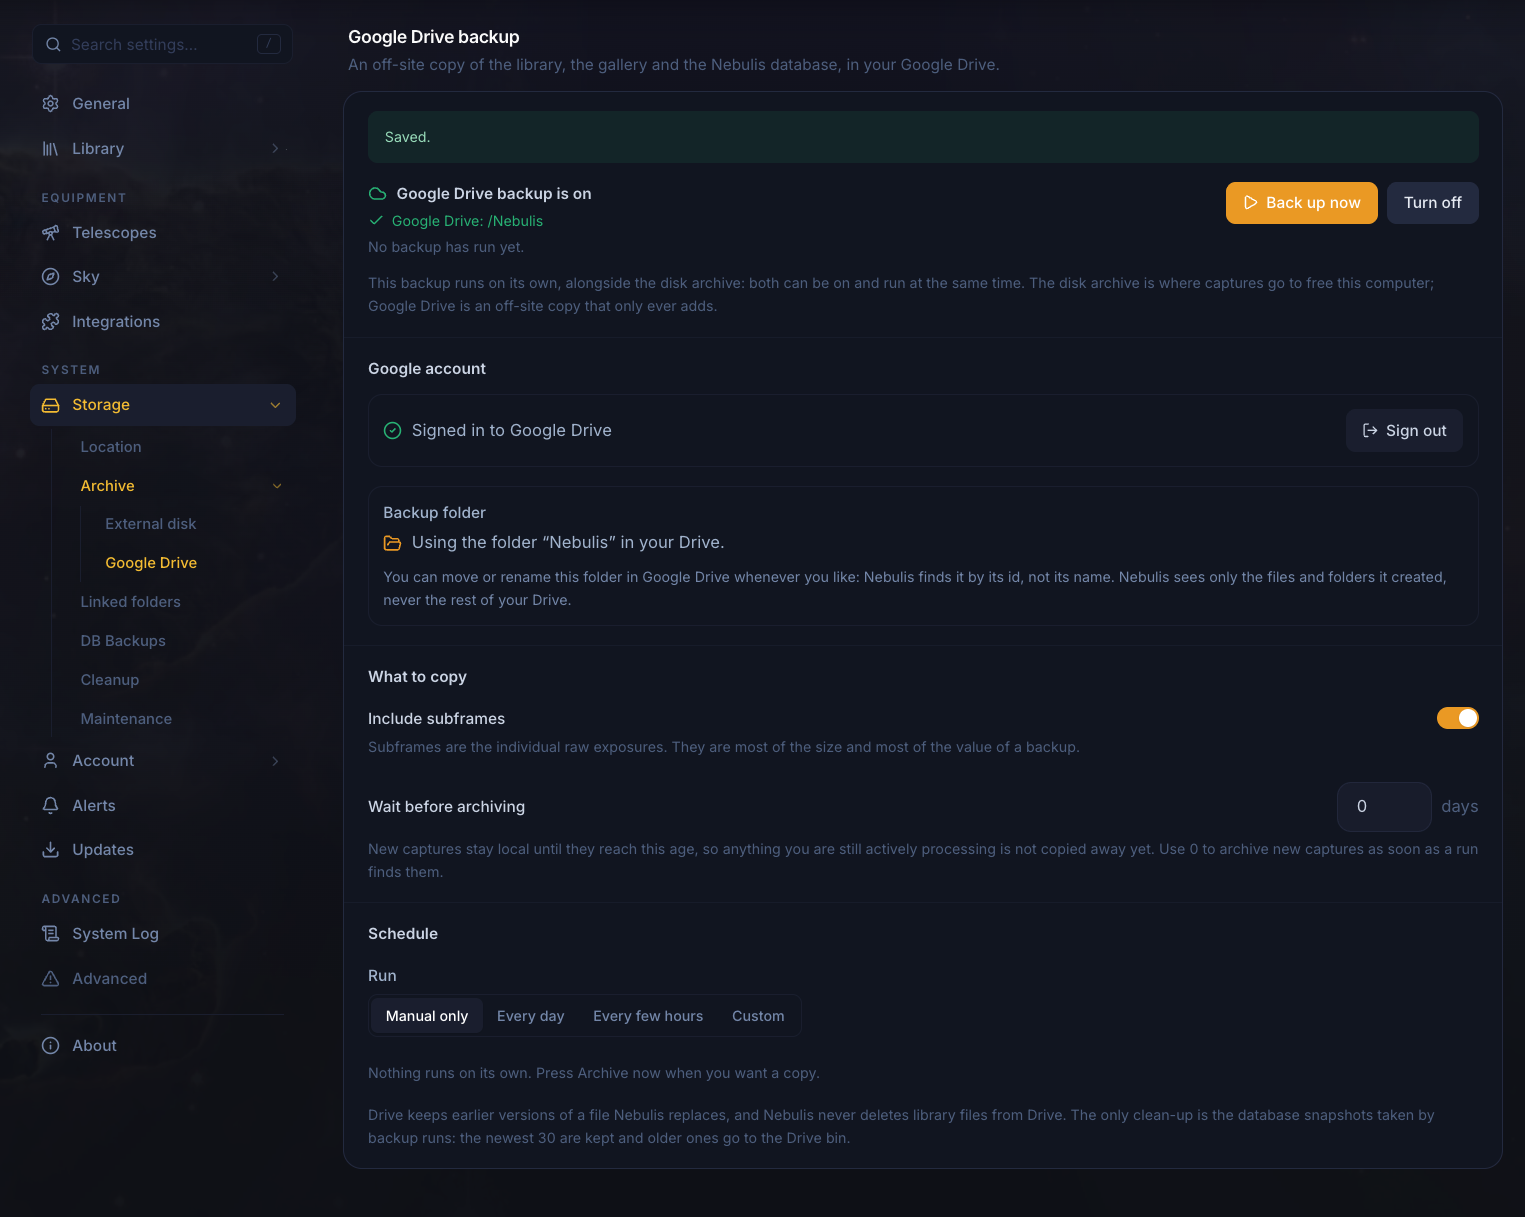 Search settings...
/
General
Library
EQUIPMENT
Telescopes
Sky
Integrations
SYSTEM
Storage
Location
Archive
External disk
Google Drive
Linked folders
DB Backups
Cleanup
Maintenance
Account
Alerts
Updates
ADVANCED
System Log
Advanced
About
Google Drive backup
An off-site copy of the library, the gallery and the Nebulis database, in your Google Drive.
Saved.
Google Drive backup is on
Google Drive: /Nebulis
No backup has run yet.
Back up now
Turn off
This backup runs on its own, alongside the disk archive: both can be on and run at the same time. The disk archive is where captures go to free this computer;
Google Drive is an off-site copy that only ever adds.
Google account
Signed in to Google Drive
Sign out
Backup folder
Using the folder “Nebulis” in your Drive.
You can move or rename this folder in Google Drive whenever you like: Nebulis finds it by its id, not its name. Nebulis sees only the files and folders it created,
never the rest of your Drive.
What to copy
Include subframes
Subframes are the individual raw exposures. They are most of the size and most of the value of a backup.
Wait before archiving
0 days
New captures stay local until they reach this age, so anything you are still actively processing is not copied away yet. Use 0 to archive new captures as soon as a run
finds them.
Schedule
Run
Manual only Every day Every few hours Custom
Nothing runs on its own. Press Archive now when you want a copy.
Drive keeps earlier versions of a file Nebulis replaces, and Nebulis never deletes library files from Drive. The only clean-up is the database snapshots taken by
backup runs: the newest 30 are kept and older ones go to the Drive bin.